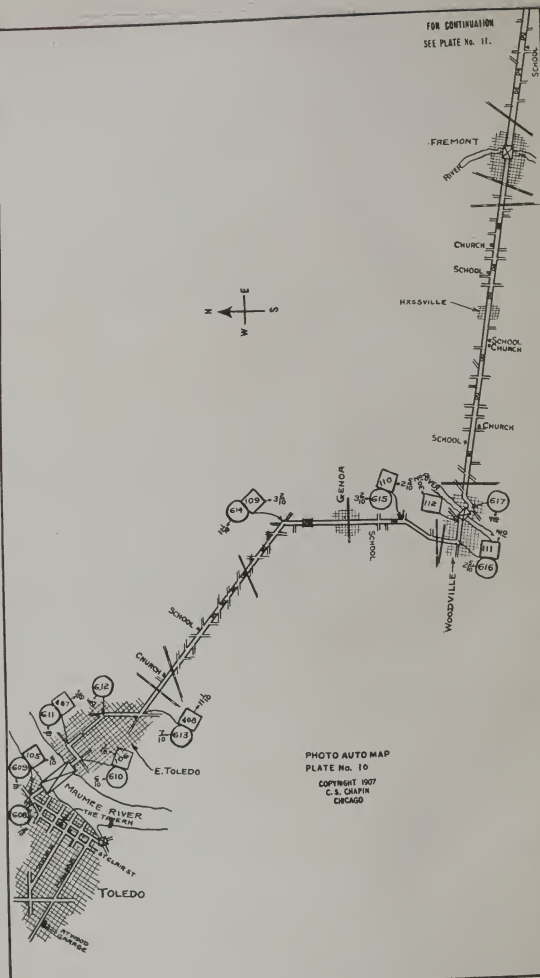 FOR CONTINUATION
SEE PLATE No. 11.
SCHOOL
FREMONT
RIVER
CHURCH
SCHOOL
HESSVILLE
SCHOOL
CHURCH
CHURCH
SCHOOL
N
E
S
W
617
RIVER
112
111
616
WOODVILLE
110
615
GENOA
SCHOOL
109
614
SCHOOL
CHURCH
408
613
612
407
611
106
610
E. TOLEDO
105
609
608
MAUMEE RIVER
THE TAVERN
ST CLAIR ST
TOLEDO
ATWOOD
GARAGE
PHOTO AUTO MAP
PLATE No. 10
COPYRIGHT 1907
C. S. CHAPIN
CHICAGO